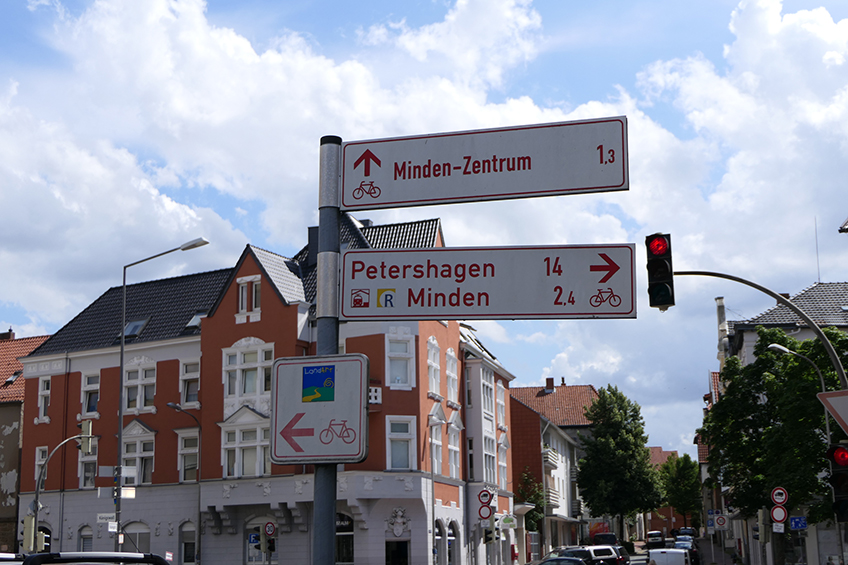 Minden-Zentrum 1,3
Petershagen 14
R Minden 2,4